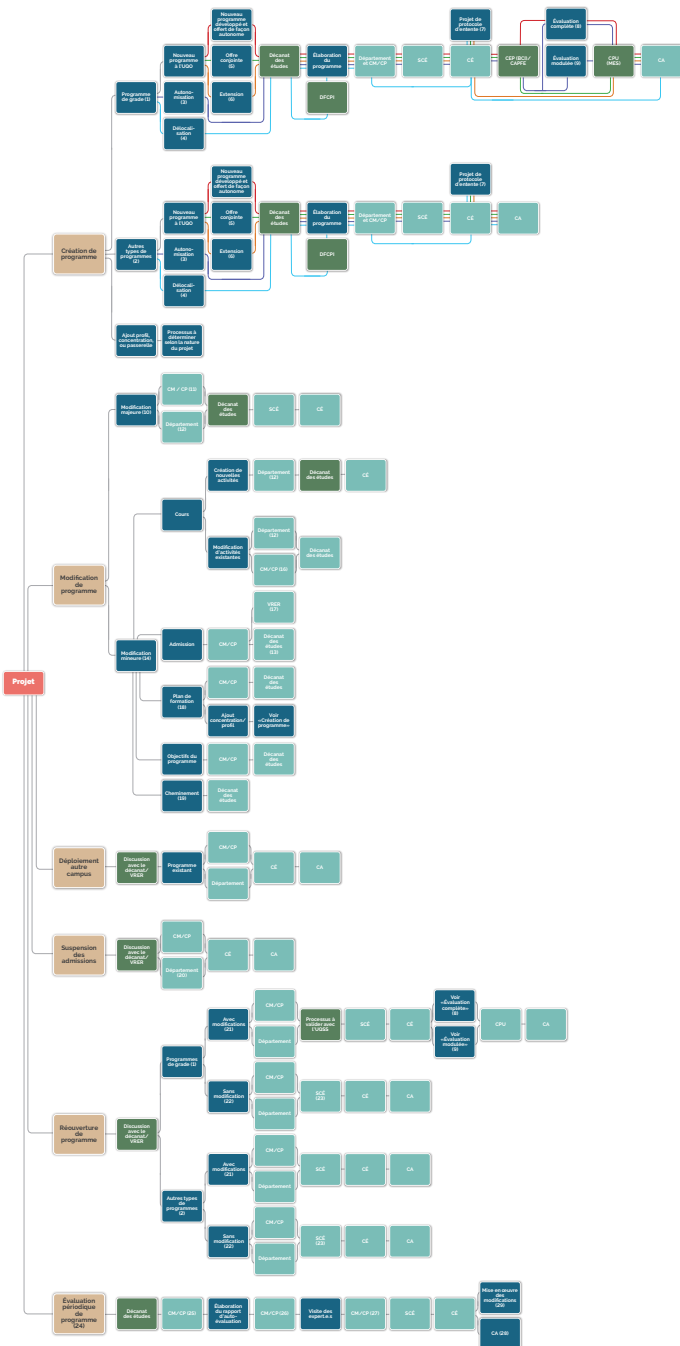 Nouveau
programme
développé et
offert de façon
autonome
Projet de
protocole
d'entente (7)
Évaluation
complète (8)
Nouveau
programme
à l'UQO
Offre
conjointe
(5)
Décanat
des
études
Élaboration
du
programme
Département
et CM/CP
SCÉ
CÉ
CEP (BCI)/
CAPFE
Évaluation
modulée (9)
CPU
(MES)
CA
Programme
de grade (1)
Autono-
misation
(3)
Extension
(6)
DFCPI
Délocali-
sation
(4)
Nouveau
programme
développé et
offert de façon
autonome
Projet de
protocole
d'entente (7)
Nouveau
programme
à l'UQO
Offre
conjointe
(5)
Décanat
des
études
Élaboration
du
programme
Département
et CM/CP
SCÉ
CÉ
CA
Création de
programme
Autres
types de
programmes
(2)
Autono-
misation
(3)
Extension
(6)
DFCPI
Délocali-
sation
(4)
Ajout profil,
concentration,
ou passerelle
Processus à
déterminer
selon la nature
du projet
Modification
majeure (10)
CM / CP (11)
Département
(12)
Décanat
des
études
SCÉ
CÉ
Création de
nouvelles
activités
Département
(12)
Décanat
des études
CÉ
Cours
Modification
d'activités
existantes
Département
(12)
CM/CP (16)
Décanat
des études
Modification
de
programme
Modification
mineure (14)
VRER
(17)
Admission
CM/CP
Décanat
des
études
(13)
Projet
Plan de
formation
(18)
CM/CP
Décanat
des
études
Ajout
concentration/
profil
Voir
«Création de
programme»
Objectifs du
programme
CM/CP
Décanat
des
études
Cheminement
(19)
Décanat
des
études
Déploiement
autre
campus
Discussion
avec le
décanat/
VRER
Programme
existant
CM/CP
Département
CÉ
CA
Suspension
des
admissions
Discussion
avec le
décanat/
VRER
CM/CP
Département
(20)
CÉ
CA
Programmes
de grade (1)
Avec
modifications
(21)
CM/CP
Département
Processus à
valider avec
l'UGSS
SCÉ
CÉ
Voir
«Évaluation
complète»
(8)
Voir
«Évaluation
modulée»
(9)
CPU
CA
Sans
modification
(22)
CM/CP
Département
SCÉ
(23)
CÉ
CA
Réouverture
de
programme
Discussion
avec le
décanat/
VRER
Autres types
de
programmes
(2)
Avec
modifications
(21)
CM/CP
Département
SCÉ
CÉ
CA
Sans
modification
(22)
CM/CP
Département
SCÉ
(23)
CÉ
CA
Évaluation
périodique
de
programme
(24)
Décanat
des études
CM/CP (25)
Élaboration
du rapport
d'auto-
évaluation
CM/CP (26)
Visite des
expert.e.s
CM/CP (27)
SCÉ
CÉ
Mise en œuvre
des
modifications
(29)
CA (28)